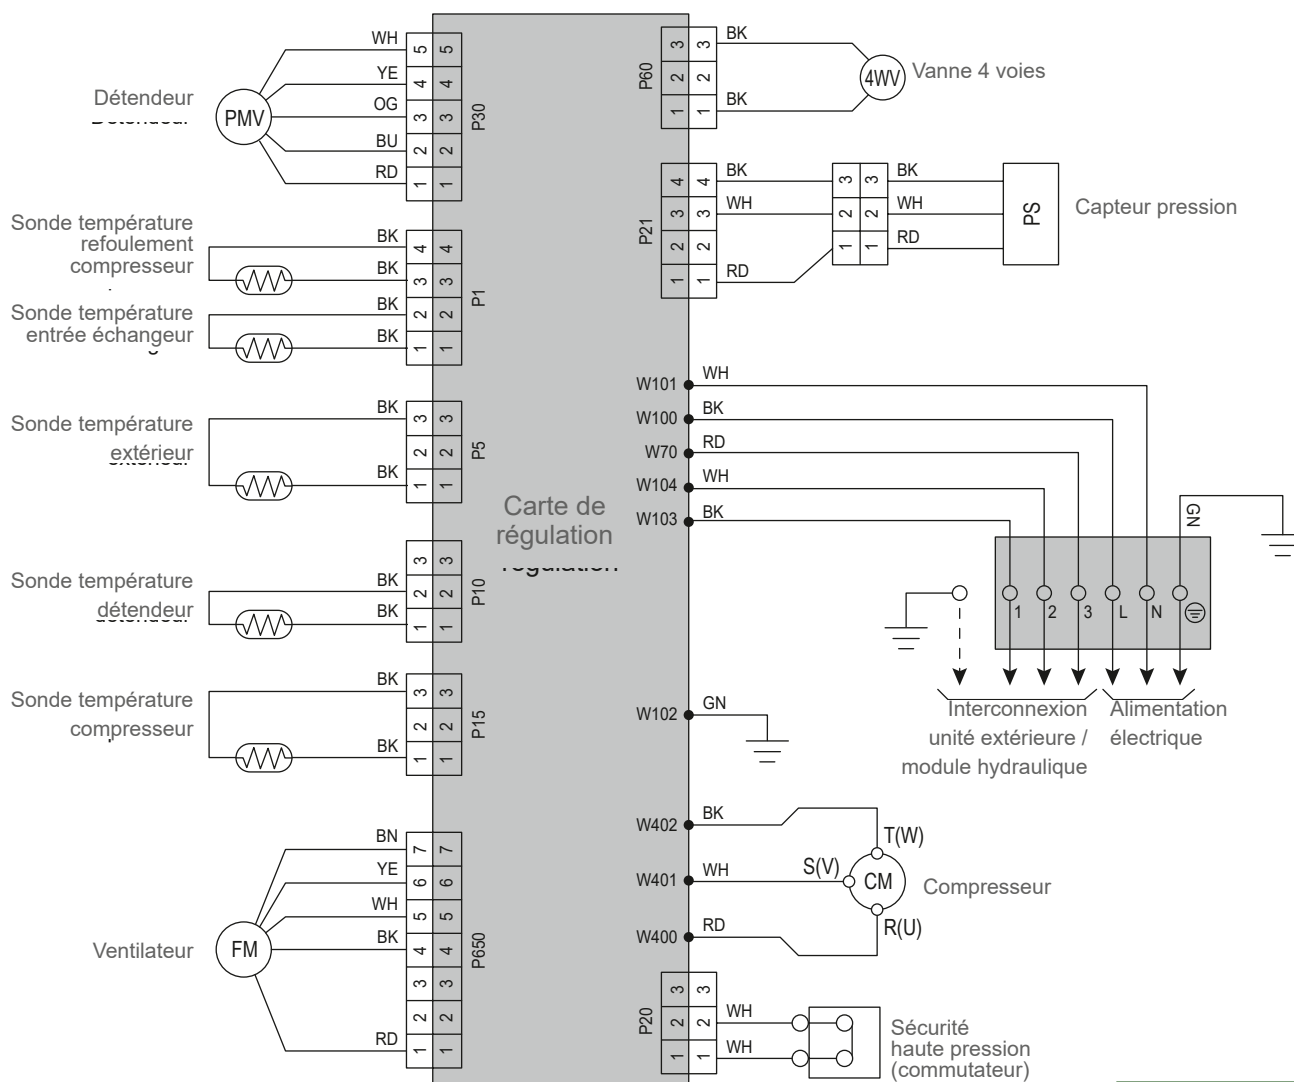 WH
YE
OG
BU
RD
Détendeur
PMV
5 5
4 4
3 3
2 2
1 1
P30
Sonde température
refoulement
compresseur
BK
BK
4 4
3 3
Sonde température
entrée échangeur
BK
BK
2 2
1 1
P1
Sonde température
extérieur
BK
BK
3 3
2 2
1 1
P5
Sonde température
détendeur
BK
BK
3 3
2 2
1 1
P10
Sonde température
compresseur
BK
BK
3 3
2 2
1 1
P15
Ventilateur
FM
BN
YE
WH
BK
RD
7 7
6 6
5 5
4 4
3 3
2 2
1 1
P650
Carte de
régulation
P60
3 3
2 2
1 1
BK
BK
4WV
Vanne 4 voies
P21
4 4
3 3
2 2
1 1
BK
WH
RD
3 3
2 2
1 1
BK
WH
RD
PS
Capteur pression
W101 WH
W100 BK
W70 RD
W104 WH
W103 BK
GN
1 2 3 L N
Interconnexion
unité extérieure /
module hydraulique
Alimentation
électrique
W102 GN
W402 BK
W401 WH
W400 RD
T(W)
S(V)
CM
R(U)
Compresseur
P20
3 3
2 2
1 1
WH
WH
Sécurité
haute pression
(commutateur)